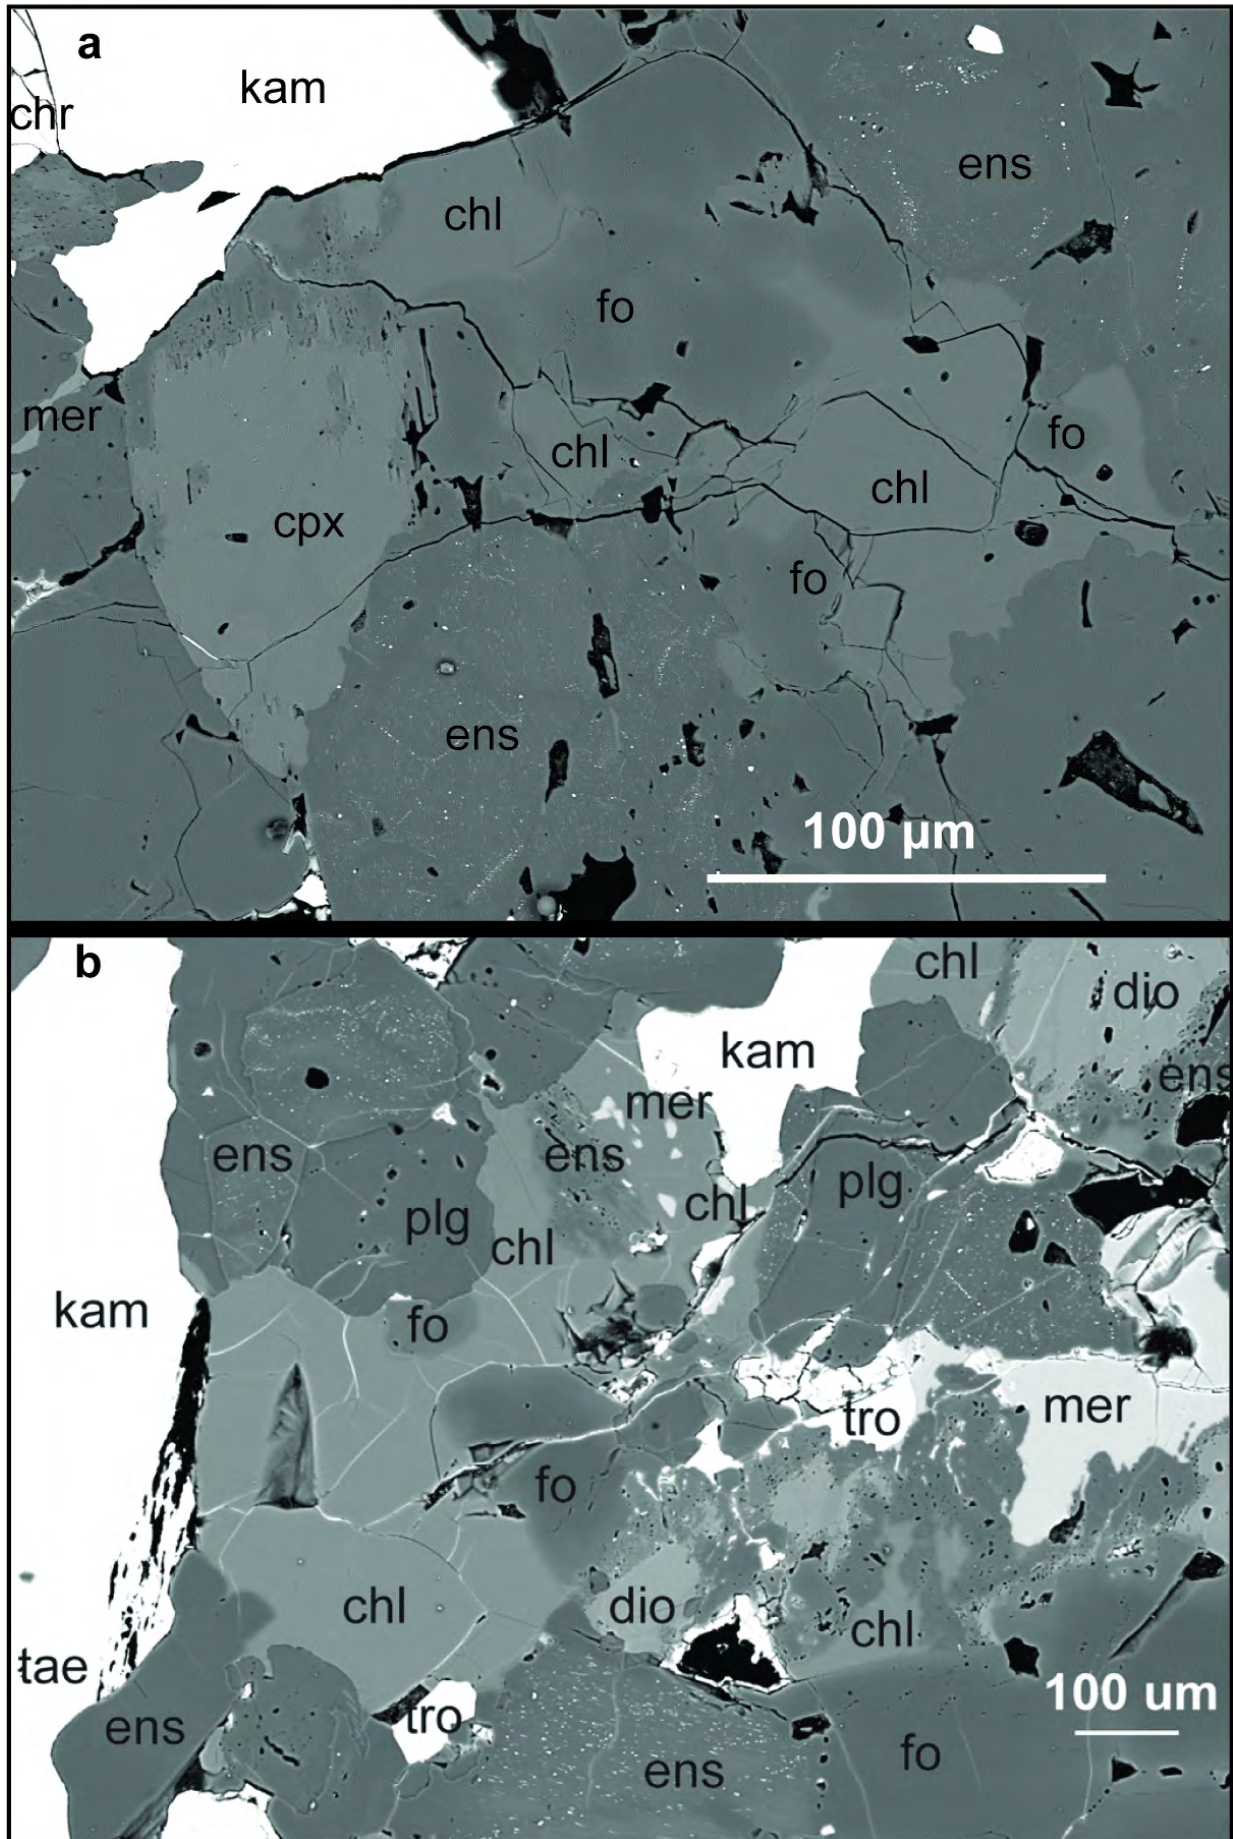 a
kam
chr
ens
chl
fo
mer
fo
chl
chl
cpx
fo
ens
100 µm
b
chl
dio
kam
ens
mer
ens
ens
plg
chl
plg
chl
kam
fo
mer
tro
fo
chl
dio
chl
tae
100 um
ens
tro
fo
ens